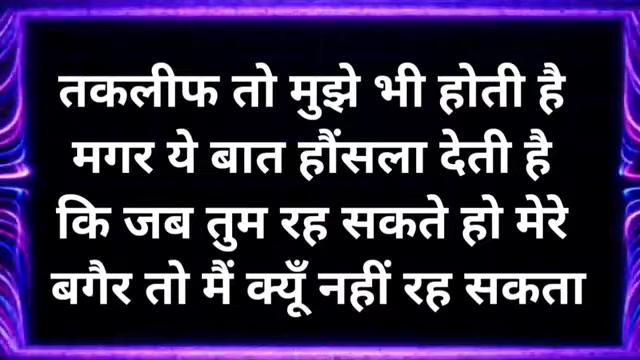 तकलीफ तो मुझे भी होती है
मगर ये बात हौंसला देती है
कि जब तुम रह सकते हो मेरे
बगैर तो मैं क्यूँ नहीं रह सकता